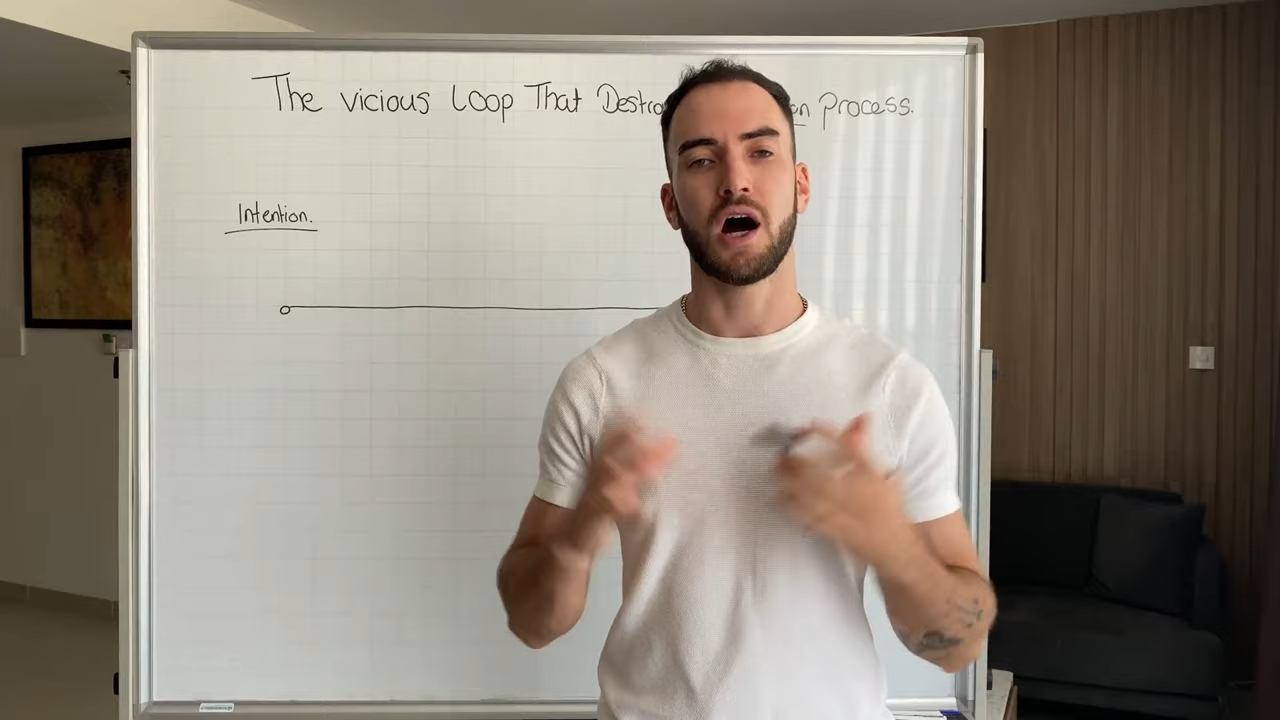 The vicious Loop That Process.
Intention.